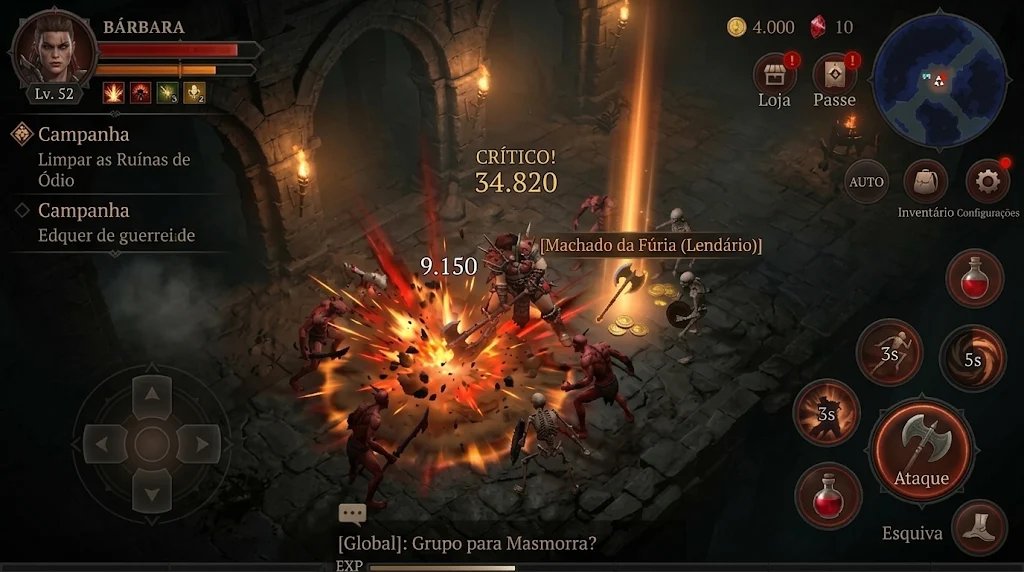 BÁRBARA
Lv. 52
3
2
Campanha
Limpar as Ruínas de
Ódio
Campanha
Edquer de guerreide
4.000
10
!
!
Loja
Passe
AUTO
Inventário
Configurações
CRÍTICO!
34.820
9.150
[Machado da Fúria (Lendário)]
3s
5s
3s
Ataque
Esquiva
[Global]: Grupo para Masmorra?
EXP